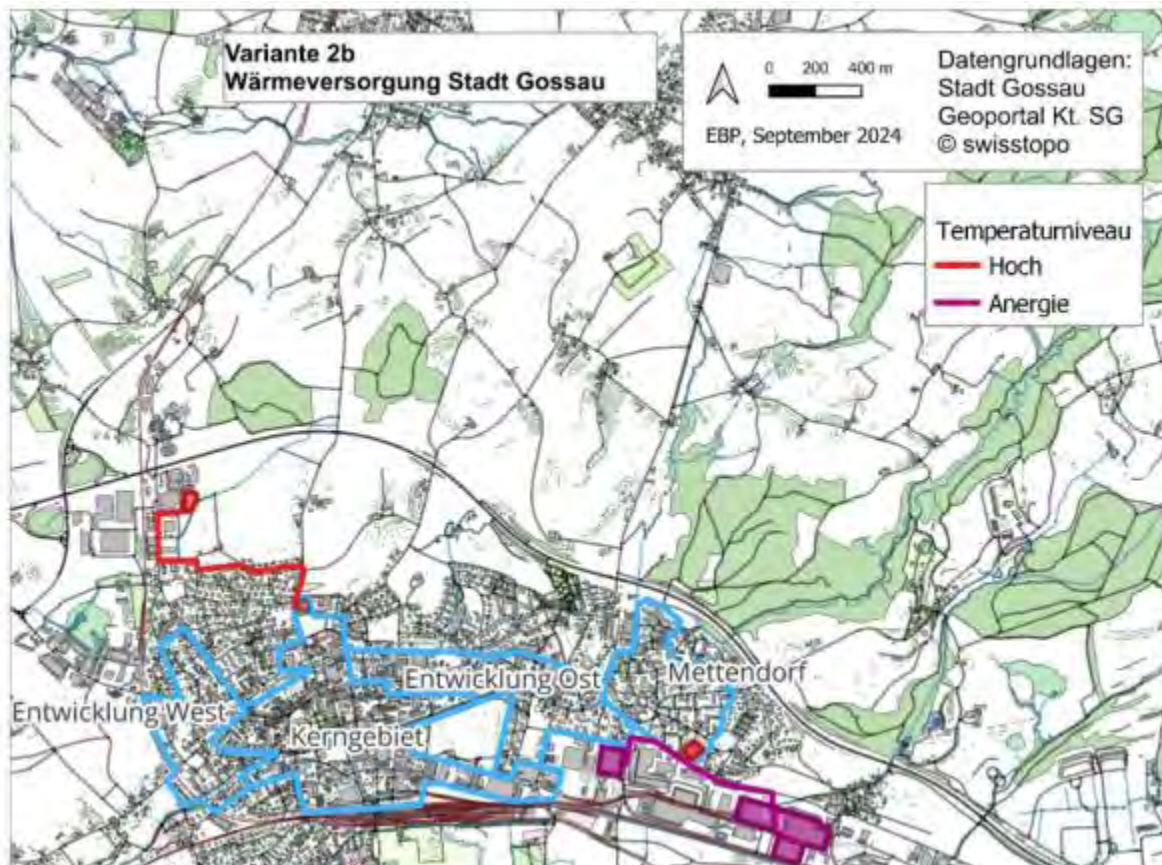 Variante 2b
Wärmeversorgung Stadt Gossau
0 200 400 m
EBP, September 2024
Datengrundlagen:
Stadt Gossau
Geoportal Kt. SG
© swisstopo
Temperaturniveau
Hoch
Anergie
Entwicklung Ost
Mettendorf
Entwicklung West
Kerngebiet